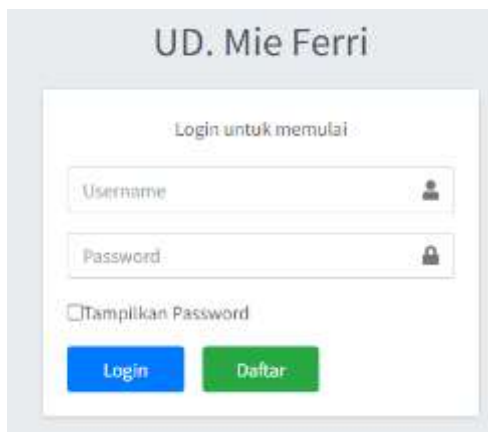 UD. Mie Ferri
Login untuk memulai
Username
Password
Tampilkan Password
Login
Daftar